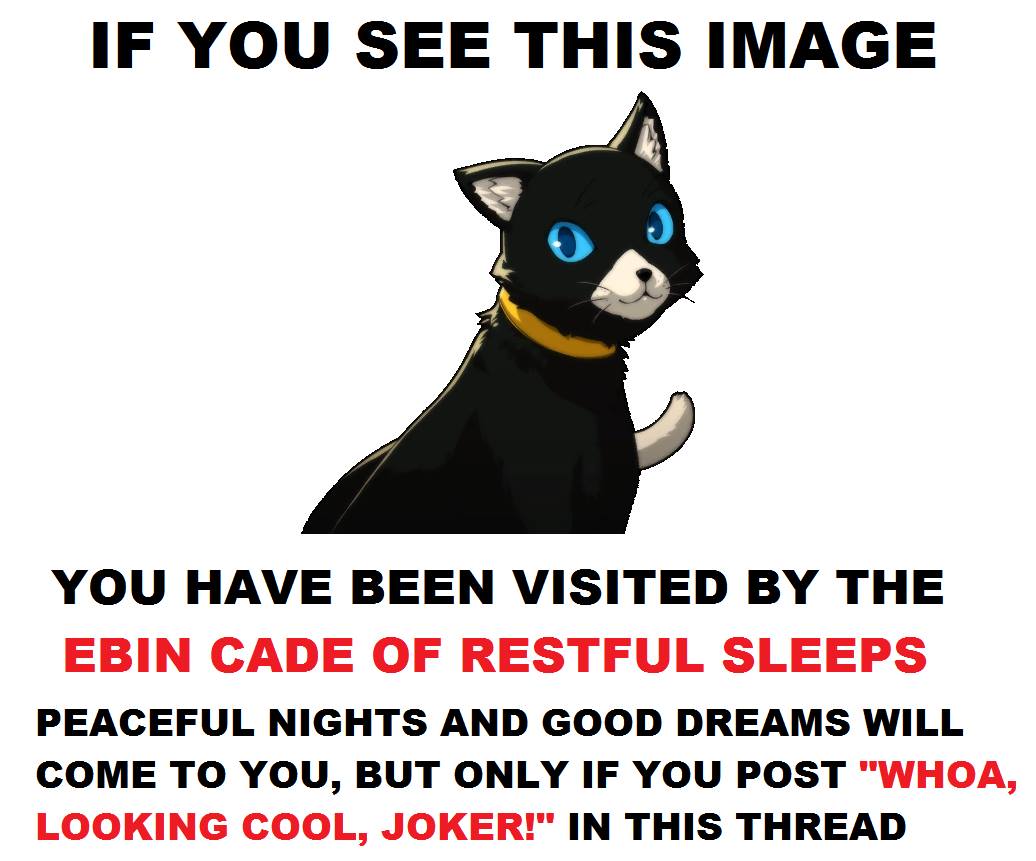 IF YOU SEE THIS IMAGE
YOU HAVE BEEN VISITED BY THE
EBIN CADE OF RESTFUL SLEEPS
PEACEFUL NIGHTS AND GOOD DREAMS WILL
COME TO YOU, BUT ONLY IF YOU POST "WHOA,
LOOKING COOL, JOKER!" IN THIS THREAD